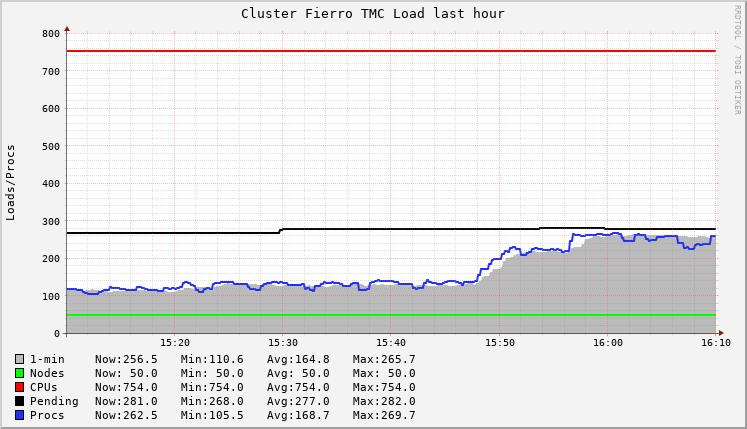 Cluster Fierro TMC Load last hour
RRDTOOL / TOBI OETIKER
Loads/Procs
800
700
600
500
400
300
200
100
0
15:20 15:30 15:40 15:50 16:00 16:10
1-min Now:256.5 Min:110.6 Avg:164.8 Max:265.7
Nodes Now: 50.0 Min: 50.0 Avg: 50.0 Max: 50.0
CPUs Now:754.0 Min:754.0 Avg:754.0 Max:754.0
Pending Now:281.0 Min:268.0 Avg:277.0 Max:282.0
Procs Now:262.5 Min:105.5 Avg:168.7 Max:269.7